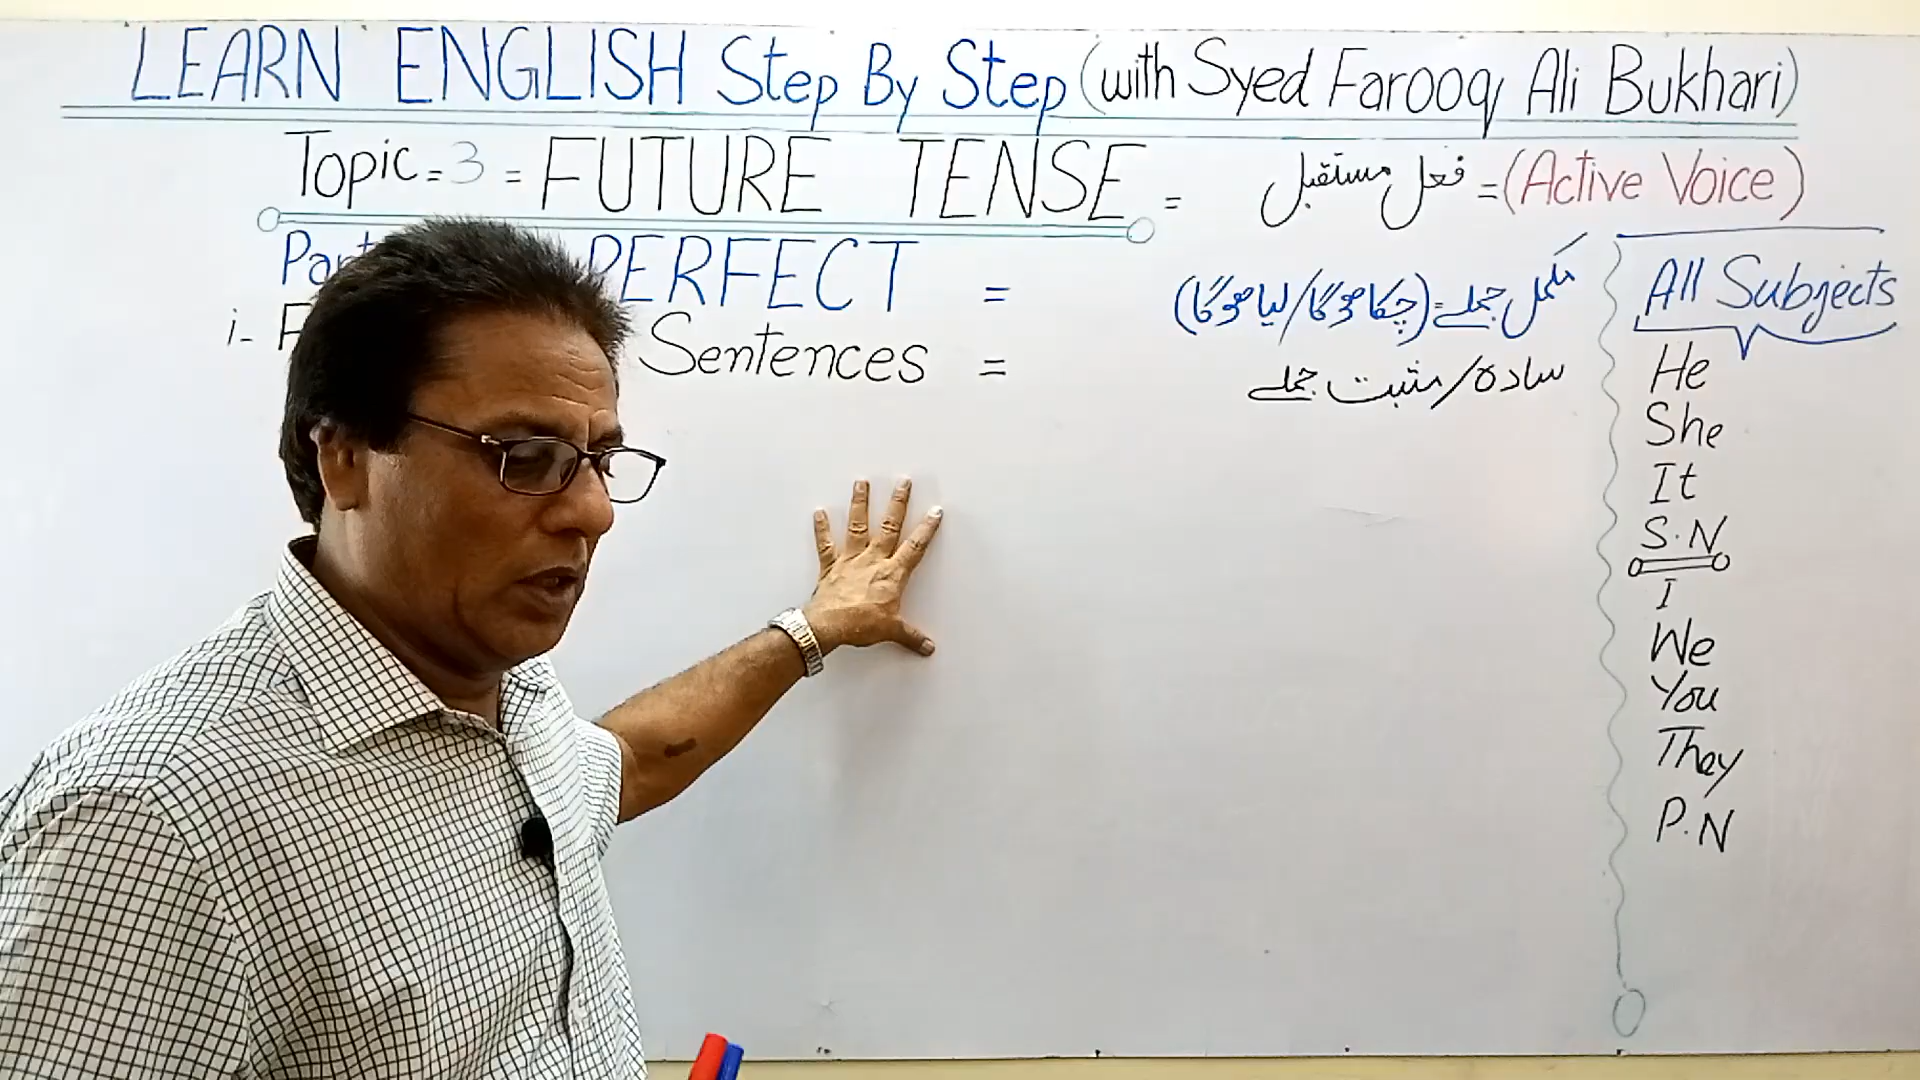 LEARN ENGLISH Step By Step (with Syed Farooq Ali Bukhari)
Topic = 3 = FUTURE TENSE = فعل مستقبل = (Active Voice)
PERFECT = مکمل جملے = (چکا ہوگا/لیا ہوگا)
i- Sentences = سادہ/مثبت جملے
All Subjects
He
She
It
S.N
I
We
You
They
P.N